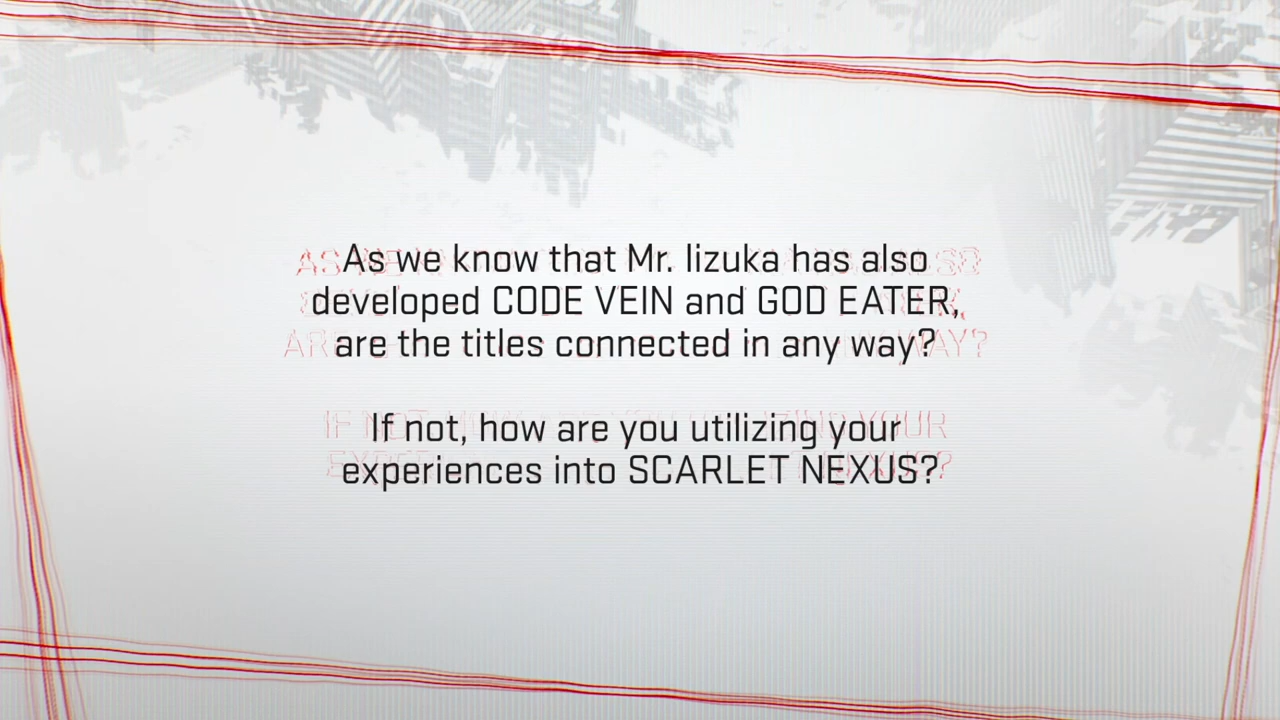 As we know that Mr. Iizuka has also
developed CODE VEIN and GOD EATER,
are the titles connected in any way?
If not, how are you utilizing your
experiences into SCARLET NEXUS?